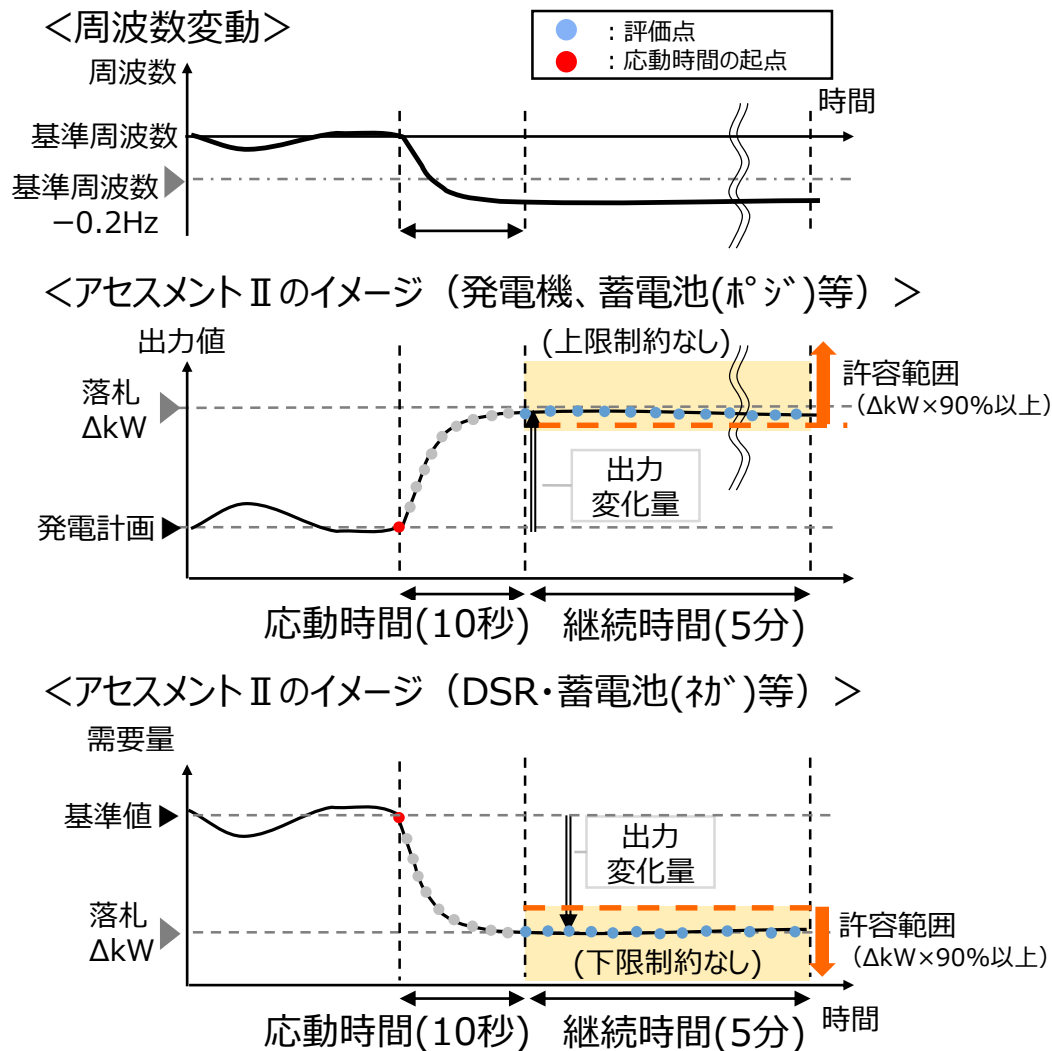 ＜周波数変動＞
：評価点
：応動時間の起点
周波数
時間
基準周波数
基準周波数
－0.2Hz
＜アセスメントⅡのイメージ（発電機、蓄電池(ﾎﾟｼﾞ)等）＞
出力値
(上限制約なし)
落札
ΔkW
許容範囲
（ΔkW×90%以上）
出力
変化量
発電計画
応動時間(10秒)
継続時間(5分)
＜アセスメントⅡのイメージ（DSR・蓄電池(ﾈｶﾞ)等）＞
需要量
基準値
出力
変化量
落札
ΔkW
許容範囲
（ΔkW×90%以上）
(下限制約なし)
応動時間(10秒)
継続時間(5分)
時間